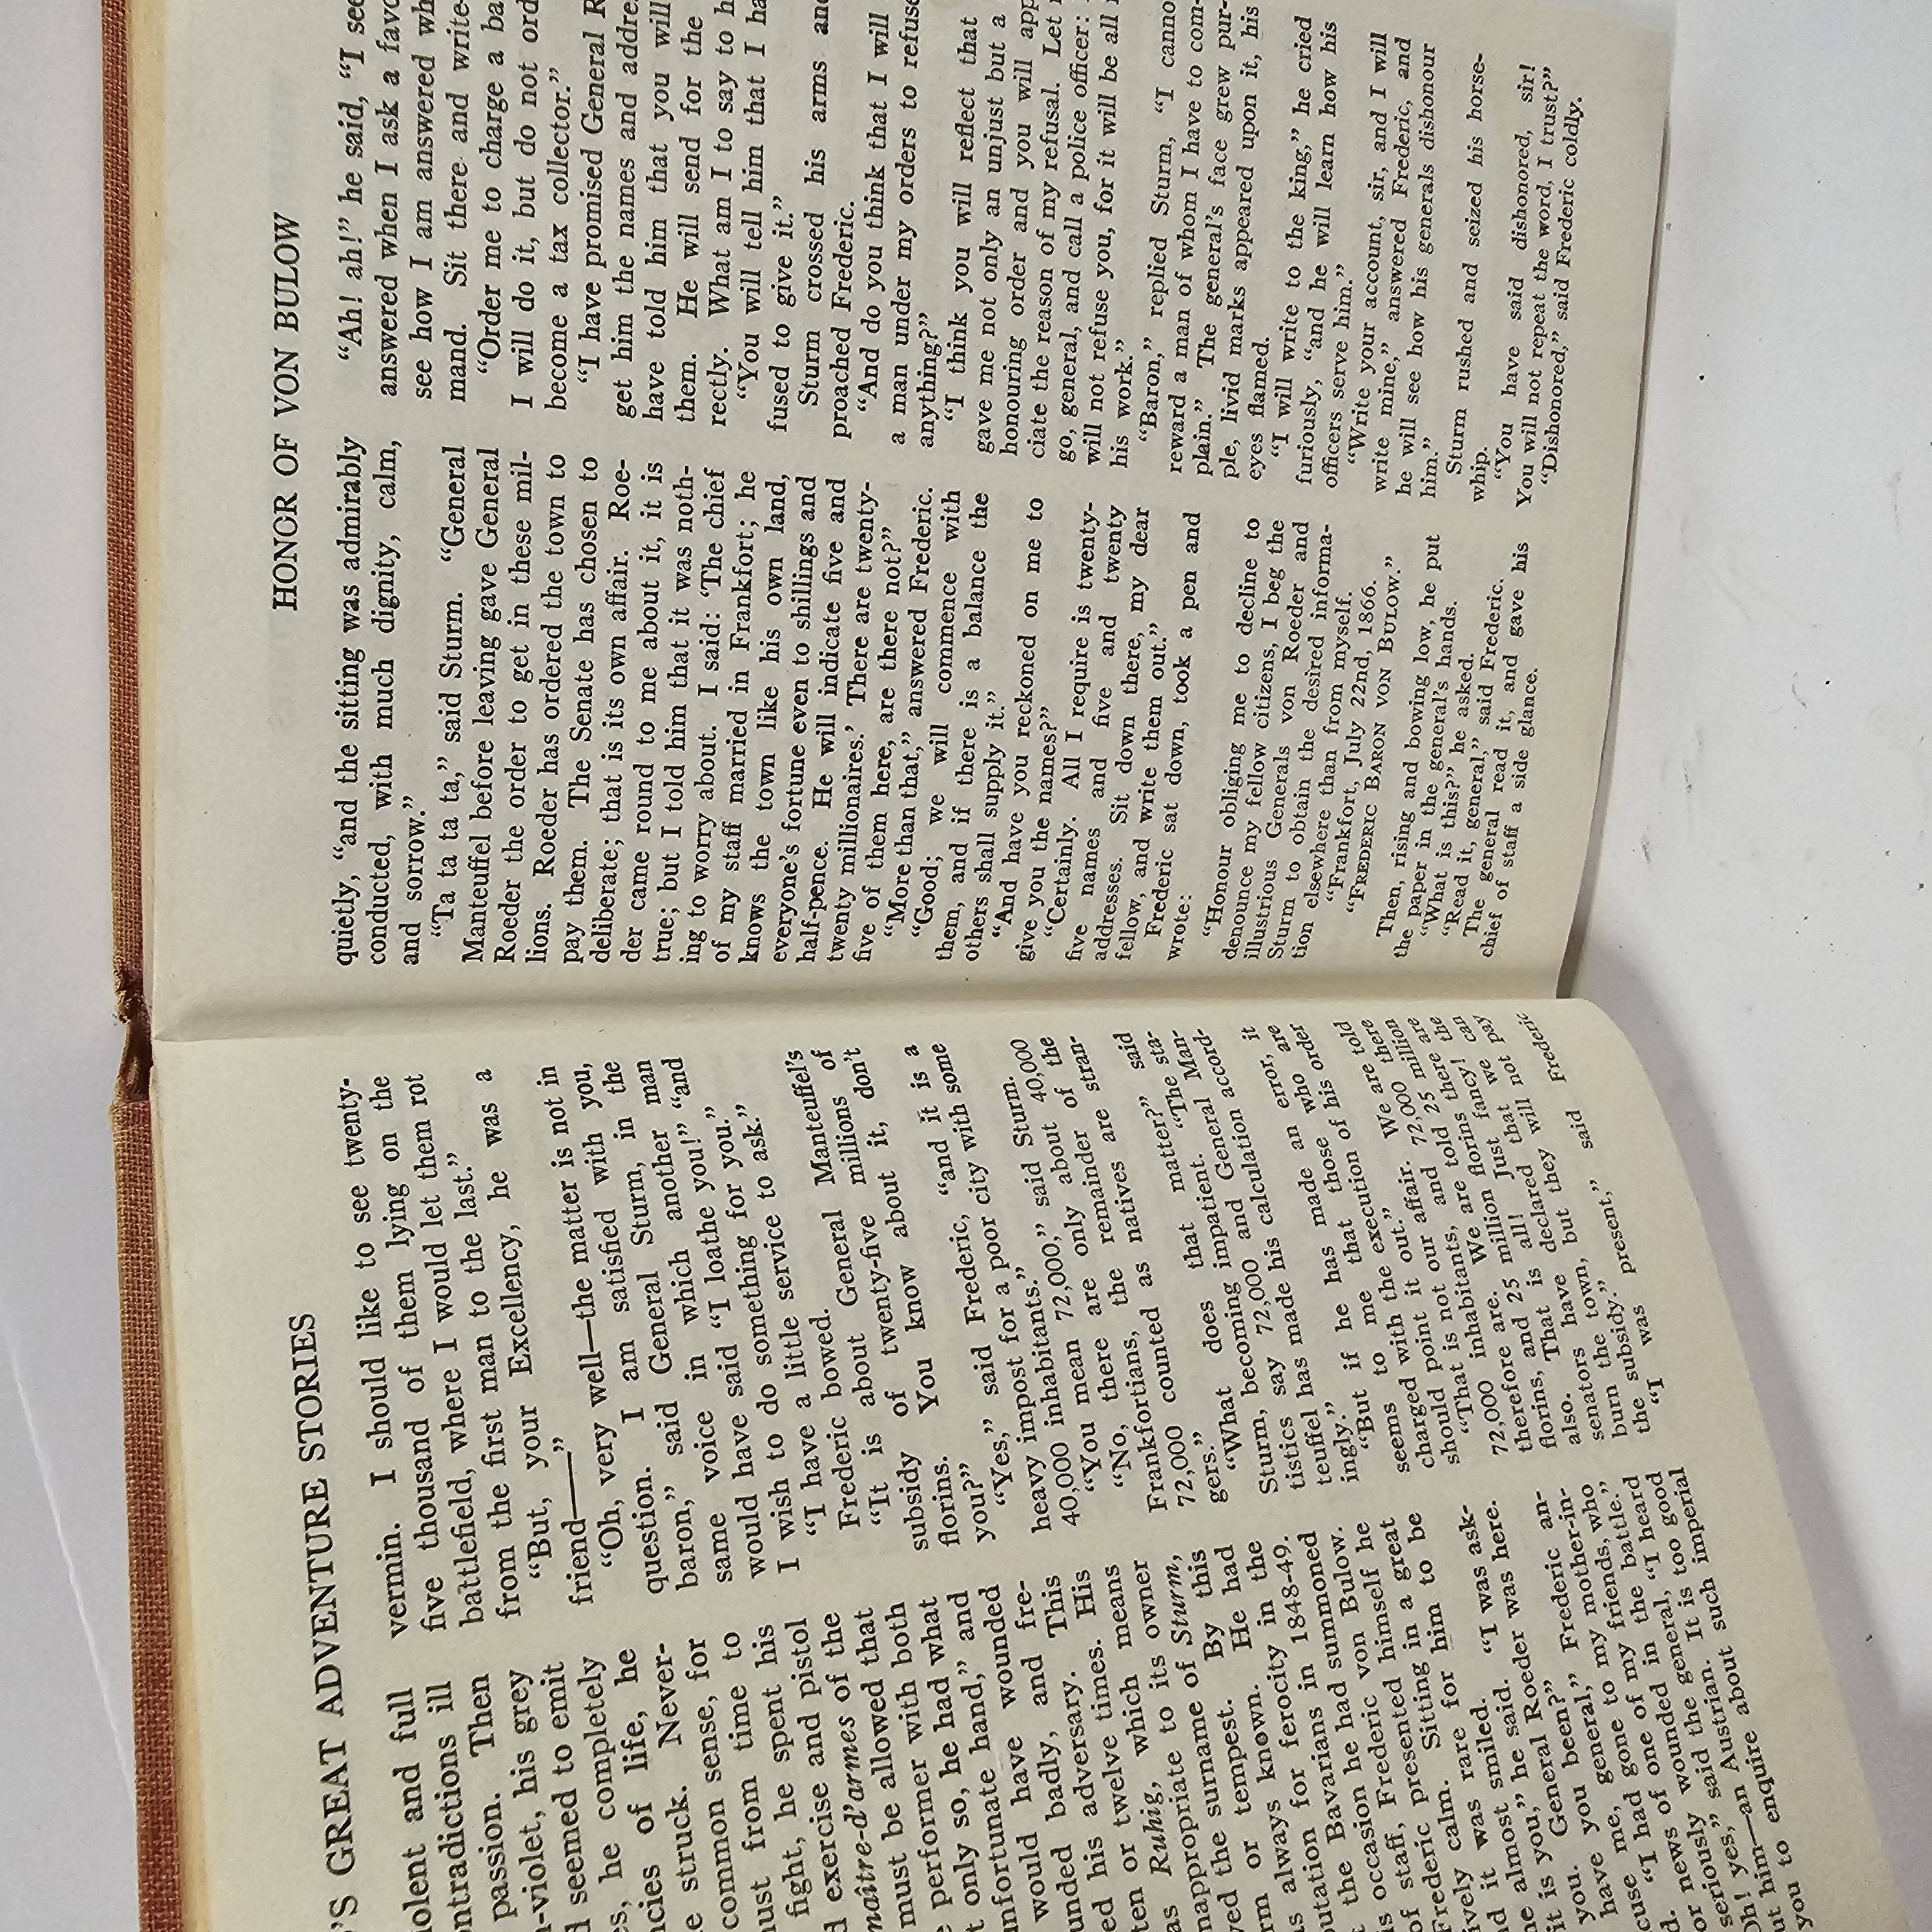 'S GREAT ADVENTURE STORIES
iolent and full
ontradictions ill
passion. Then
-violet, his grey
d seemed to emit
es, he completely
ncies of life, he
e struck. Never-
common sense, for
must from time to
fight, he spent his
d exercise and pistol
maître-d'armes of the
must be allowed that
e performer with both
t only so, he had what
unfortunate hand," and
would have wounded
unded badly, and fre-
ed his adversary. This
ten or twelve times. His
as Ruhig, which means
nappropriate to its owner
ved the surname of Sturm,
rm or tempest. By this
as always known. He had
putation for ferocity in the
t the Bavarians in 1848-49.
is occasion he had summoned
of staff, Frederic von Bulow.
Frederic presented himself he
ively calm. Sitting in a great
nd it was rare for him to be
he almost smiled.
it is you," he said. "I was ask-
you. General Roeder was here.
have you been?"
cuse me, general," Frederic an-
d. "I had gone to my mother-in-
or news of one of my friends, who
seriously wounded in the battle."
Oh! yes," said the general, "I heard
ut him—an Austrian. It is too good
you to enquire about such imperial
vermin. I should like to see twenty-
five thousand of them lying on the
battlefield, where I would let them rot
from the first man to the last."
"But, your Excellency, he was a
friend——"
"Oh, very well—the matter is not in
question. I am satisfied with you,
baron," said General Sturm, in the
same voice in which another man
would have said "I loathe you!" "and
I wish to do something for you."
"I have a little service to ask."
Frederic bowed.
"It is about General Manteuffel's
subsidy of twenty-five millions of
florins. You know about it, don't
you?"
"Yes," said Frederic, "and it is a
heavy impost for a poor city with some
40,000 inhabitants."
"You mean 72,000," said Sturm.
"No, there are only about 40,000
Frankfortians, the remainder of the
72,000 counted as natives are stran-
gers."
"What does that matter?" said
Sturm, becoming impatient. "The sta-
tistics say 72,000 and General Man-
teuffel has made his calculation accord-
ingly."
"But if he has made an error, it
seems to me that those who are
charged with the execution of his order
should point it out."
"That is not our affair. We are told
72,000 inhabitants, and 72,000 there
therefore are. We are told 25 million
florins, and 25 million florins there are
also. That is all! Just fancy! the
senators have declared that we can
burn the town, but they will not pay
the subsidy."
"I was present," said Frederic
HONOR OF VON BULOW
quietly, "and the sitting was admirably
conducted, with much dignity, calm,
and sorrow."
"Ta ta ta ta," said Sturm. "General
Manteuffel before leaving gave General
Roeder the order to get in these mil-
lions. Roeder has ordered the town to
pay them. The Senate has chosen to
deliberate; that is its own affair. Roe-
der came round to me about it, it is
true; but I told him that it was noth-
ing to worry about. I said: 'The chief
of my staff married in Frankfort; he
knows the town like his own land,
everyone's fortune even to shillings and
half-pence. He will indicate five and
twenty millionaires.' There are twenty-
five of them here, are there not?"
"More than that," answered Frederic.
"Good; we will commence with
them, and if there is a balance the
others shall supply it."
"And have you reckoned on me to
give you the names?"
"Certainly. All I require is twenty-
five names and five and twenty
addresses. Sit down there, my dear
fellow, and write them out."
Frederic sat down, took a pen and
wrote:
"Honour obliging me to decline to
denounce my fellow citizens, I beg the
illustrious Generals von Roeder and
Sturm to obtain the desired informa-
tion elsewhere than from myself.
"Frankfort, July 22nd, 1866.
"FREDERIC BARON VON BULOW."
Then, rising and bowing low, he put
the paper in the general's hands.
"What is this?" he asked.
"Read it, general," said Frederic.
The general read it, and gave his
chief of staff a side glance.
"Ah! ah!" he said, "I see
answered when I ask a favo
see how I am answered wh
mand. Sit there and write
"Order me to charge a ba
I will do it, but do not ord
become a tax collector."
"I have promised General R
get him the names and addre
have told him that you will
them. He will send for the
rectly. What am I to say to h
"You will tell him that I ha
fused to give it."
Sturm crossed his arms and
proached Frederic.
"And do you think that I will
a man under my orders to refuse
anything?"
"I think you will reflect that
gave me not only an unjust but a
honouring order and you will app
ciate the reason of my refusal. Let
go, general, and call a police officer:
will not refuse you, for it will be all
his work."
"Baron," replied Sturm, "I canno
reward a man of whom I have to com-
plain." The general's face grew pur-
ple, livid marks appeared upon it, his
eyes flamed.
"I will write to the king," he cried
furiously, "and he will learn how his
officers serve him."
"Write your account, sir, and I will
write mine," answered Frederic, and
he will see how his generals dishonour
him."
Sturm rushed and seized his horse-
whip.
"You have said dishonored, sir!
You will not repeat the word, I trust?"
"Dishonored," said Frederic coldly.